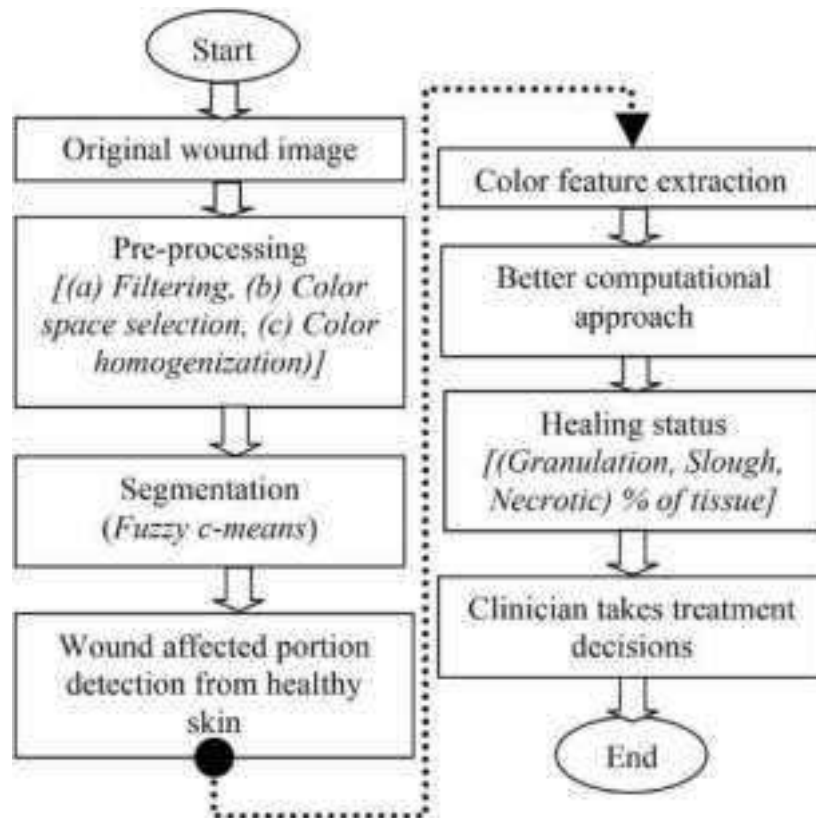 Start
Original wound image
Pre-processing
[(a) Filtering, (b) Color
space selection, (c) Color
homogenization)]
Segmentation
(Fuzzy c-means)
Wound affected portion
detection from healthy
skin
Color feature extraction
Better computational
approach
Healing status
[(Granulation, Slough,
Necrotic) % of tissue]
Clinician takes treatment
decisions
End